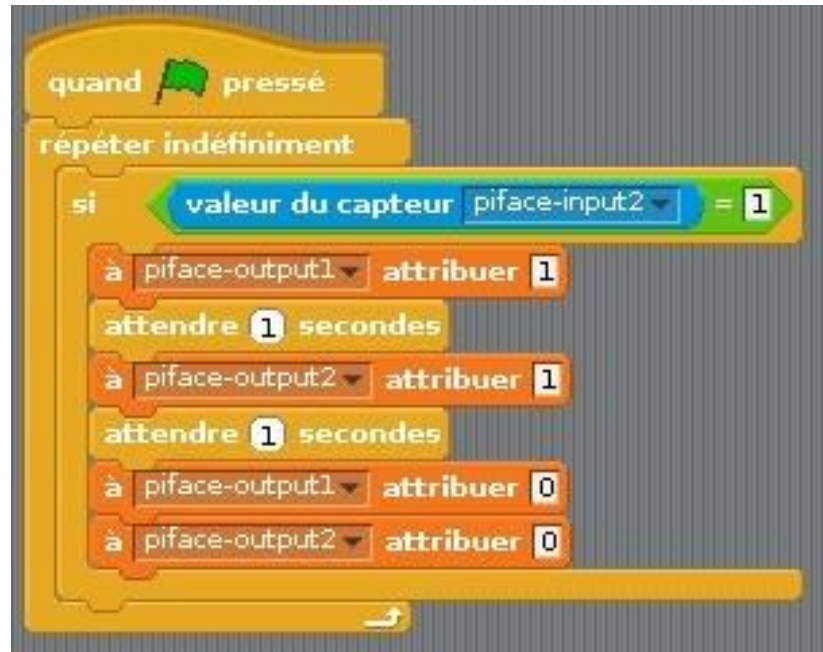 quand pressé
répéter indéfiniment
si valeur du capteur piface-input2 = 1
à piface-output1 attribuer 1
attendre 1 secondes
à piface-output2 attribuer 1
attendre 1 secondes
à piface-output1 attribuer 0
à piface-output2 attribuer 0